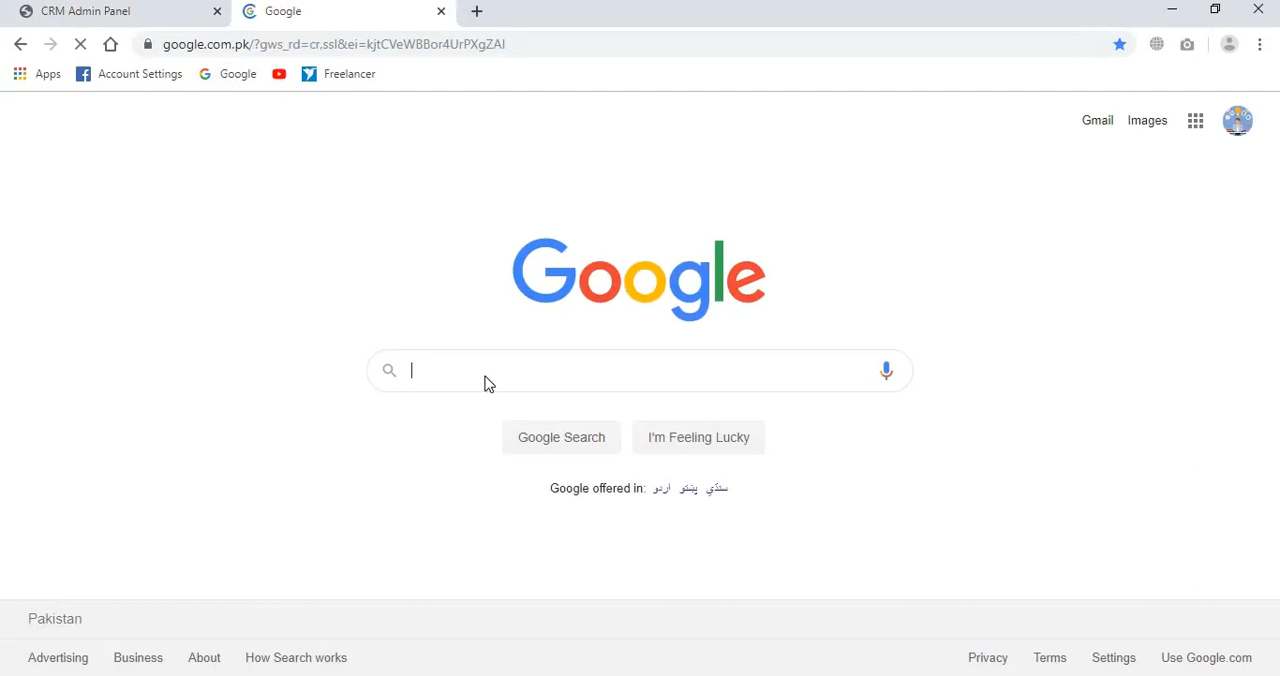 CRM Admin Panel
Google
google.com.pk/?gws_rd=cr,ssl&ei=kjtCVeWBBor4UrPXgZAI
Apps Account Settings Google Freelancer
Gmail Images
Google
Google Search I'm Feeling Lucky
Google offered in: اردو پښتو سنڌي
Pakistan
Advertising Business About How Search works Privacy Terms Settings Use Google.com